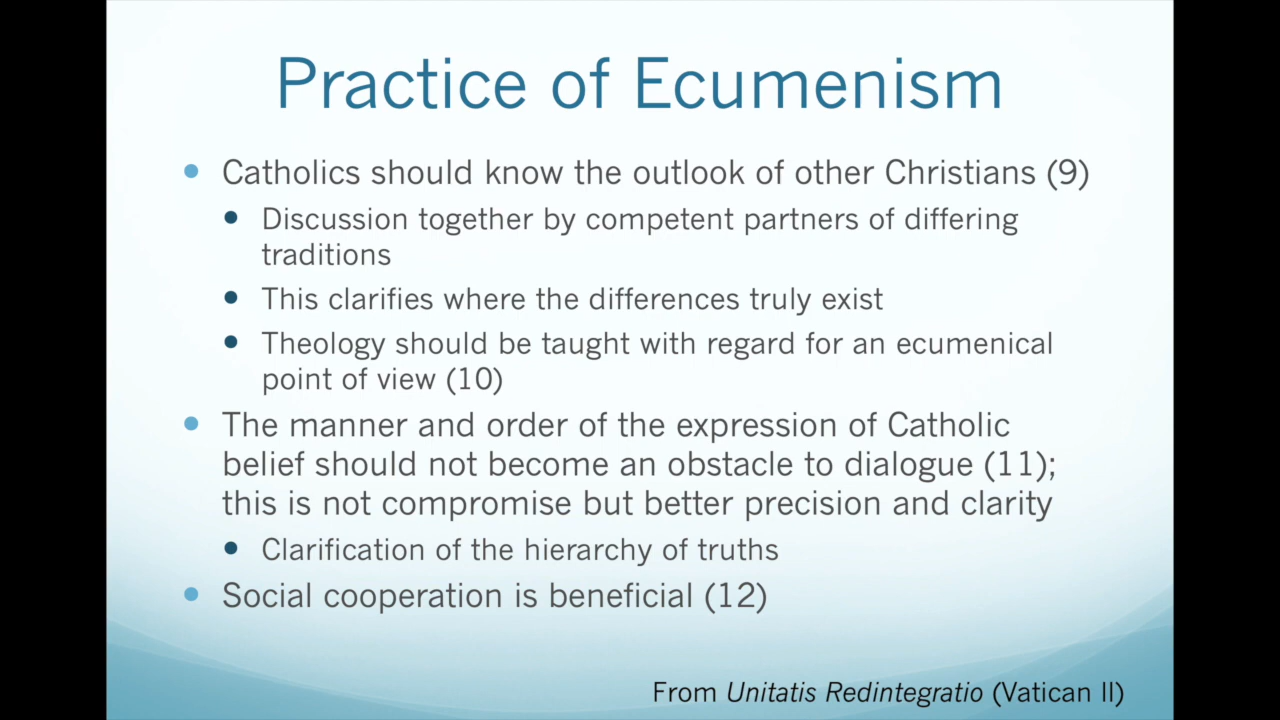 Practice of Ecumenism
• Catholics should know the outlook of other Christians (9)
• Discussion together by competent partners of differing
traditions
• This clarifies where the differences truly exist
• Theology should be taught with regard for an ecumenical
point of view (10)
• The manner and order of the expression of Catholic
belief should not become an obstacle to dialogue (11);
this is not compromise but better precision and clarity
• Clarification of the hierarchy of truths
• Social cooperation is beneficial (12)
From Unitatis Redintegratio (Vatican II)